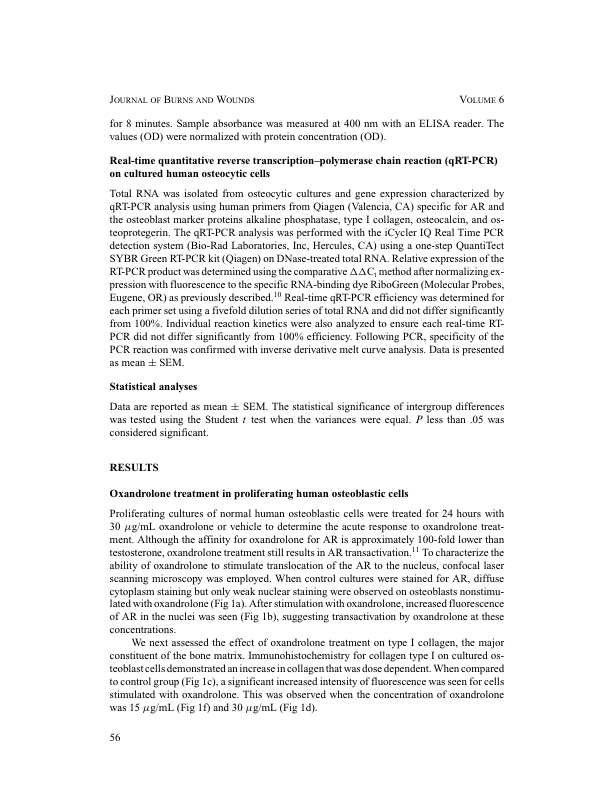 JOURNAL OF BURNS AND WOUNDS VOLUME 6
for 8 minutes. Sample absorbance was measured at 400 nm with an ELISA reader. The
values (OD) were normalized with protein concentration (OD).
Real-time quantitative reverse transcription–polymerase chain reaction (qRT-PCR)
on cultured human osteocytic cells
Total RNA was isolated from osteocytic cultures and gene expression characterized by
qRT-PCR analysis using human primers from Qiagen (Valencia, CA) specific for AR and
the osteoblast marker proteins alkaline phosphatase, type I collagen, osteocalcin, and os-
teoprotegerin. The qRT-PCR analysis was performed with the iCycler IQ Real Time PCR
detection system (Bio-Rad Laboratories, Inc, Hercules, CA) using a one-step QuantiTect
SYBR Green RT-PCR kit (Qiagen) on DNase-treated total RNA. Relative expression of the
RT-PCR product was determined using the comparative ΔΔCt method after normalizing ex-
pression with fluorescence to the specific RNA-binding dye RiboGreen (Molecular Probes,
Eugene, OR) as previously described.10 Real-time qRT-PCR efficiency was determined for
each primer set using a fivefold dilution series of total RNA and did not differ significantly
from 100%. Individual reaction kinetics were also analyzed to ensure each real-time RT-
PCR did not differ significantly from 100% efficiency. Following PCR, specificity of the
PCR reaction was confirmed with inverse derivative melt curve analysis. Data is presented
as mean ± SEM.
Statistical analyses
Data are reported as mean ± SEM. The statistical significance of intergroup differences
was tested using the Student t test when the variances were equal. P less than .05 was
considered significant.
RESULTS
Oxandrolone treatment in proliferating human osteoblastic cells
Proliferating cultures of normal human osteoblastic cells were treated for 24 hours with
30 μg/mL oxandrolone or vehicle to determine the acute response to oxandrolone treat-
ment. Although the affinity for oxandrolone for AR is approximately 100-fold lower than
testosterone, oxandrolone treatment still results in AR transactivation.11 To characterize the
ability of oxandrolone to stimulate translocation of the AR to the nucleus, confocal laser
scanning microscopy was employed. When control cultures were stained for AR, diffuse
cytoplasm staining but only weak nuclear staining were observed on osteoblasts nonstimu-
lated with oxandrolone (Fig 1a). After stimulation with oxandrolone, increased fluorescence
of AR in the nuclei was seen (Fig 1b), suggesting transactivation by oxandrolone at these
concentrations.
We next assessed the effect of oxandrolone treatment on type I collagen, the major
constituent of the bone matrix. Immunohistochemistry for collagen type I on cultured os-
teoblast cells demonstrated an increase in collagen that was dose dependent. When compared
to control group (Fig 1c), a significant increased intensity of fluorescence was seen for cells
stimulated with oxandrolone. This was observed when the concentration of oxandrolone
was 15 μg/mL (Fig 1f) and 30 μg/mL (Fig 1d).
56